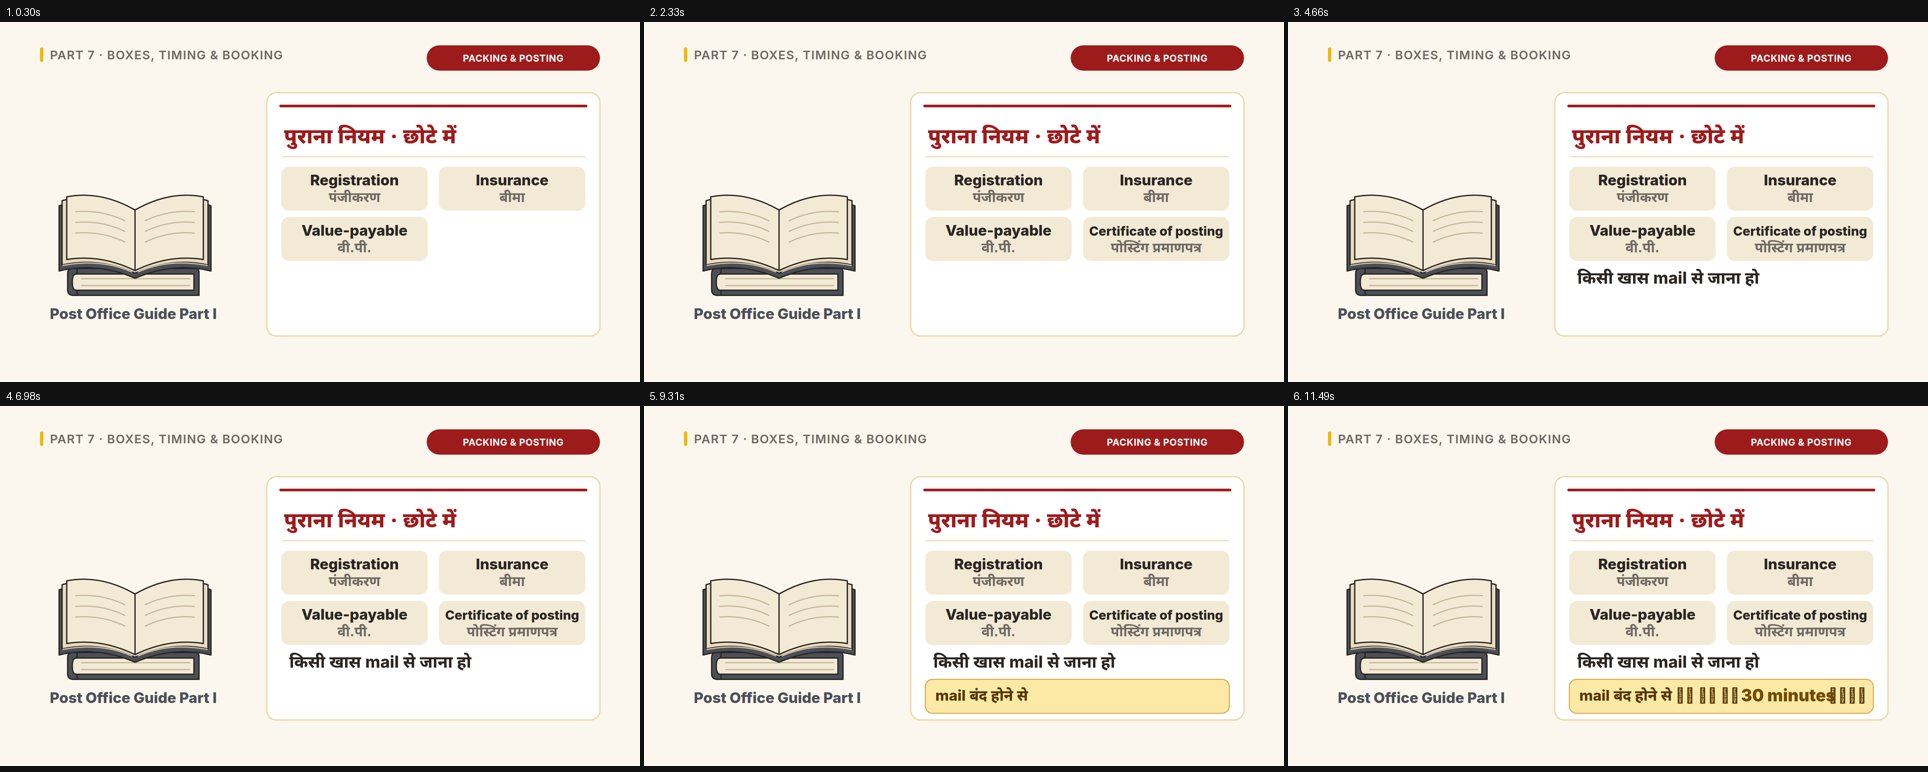 1. 0.30s
PART 7 · BOXES, TIMING & BOOKING
PACKING & POSTING
पुराना नियम · छोटे में
Registration
पंजीकरण
Insurance
बीमा
Value-payable
वी.पी.
Post Office Guide Part I
2. 2.33s
PART 7 · BOXES, TIMING & BOOKING
PACKING & POSTING
पुराना नियम · छोटे में
Registration
पंजीकरण
Insurance
बीमा
Value-payable
वी.पी.
Certificate of posting
पोस्टिंग प्रमाणपत्र
Post Office Guide Part I
3. 4.66s
PART 7 · BOXES, TIMING & BOOKING
PACKING & POSTING
पुराना नियम · छोटे में
Registration
पंजीकरण
Insurance
बीमा
Value-payable
वी.पी.
Certificate of posting
पोस्टिंग प्रमाणपत्र
किसी खास mail से जाना हो
Post Office Guide Part I
4. 6.98s
PART 7 · BOXES, TIMING & BOOKING
PACKING & POSTING
पुराना नियम · छोटे में
Registration
पंजीकरण
Insurance
बीमा
Value-payable
वी.पी.
Certificate of posting
पोस्टिंग प्रमाणपत्र
किसी खास mail से जाना हो
Post Office Guide Part I
5. 9.31s
PART 7 · BOXES, TIMING & BOOKING
PACKING & POSTING
पुराना नियम · छोटे में
Registration
पंजीकरण
Insurance
बीमा
Value-payable
वी.पी.
Certificate of posting
पोस्टिंग प्रमाणपत्र
किसी खास mail से जाना हो
mail बंद होने से
Post Office Guide Part I
6. 11.49s
PART 7 · BOXES, TIMING & BOOKING
PACKING & POSTING
पुराना नियम · छोटे में
Registration
पंजीकरण
Insurance
बीमा
Value-payable
वी.पी.
Certificate of posting
पोस्टिंग प्रमाणपत्र
किसी खास mail से जाना हो
mail बंद होने से 30 minutes
Post Office Guide Part I